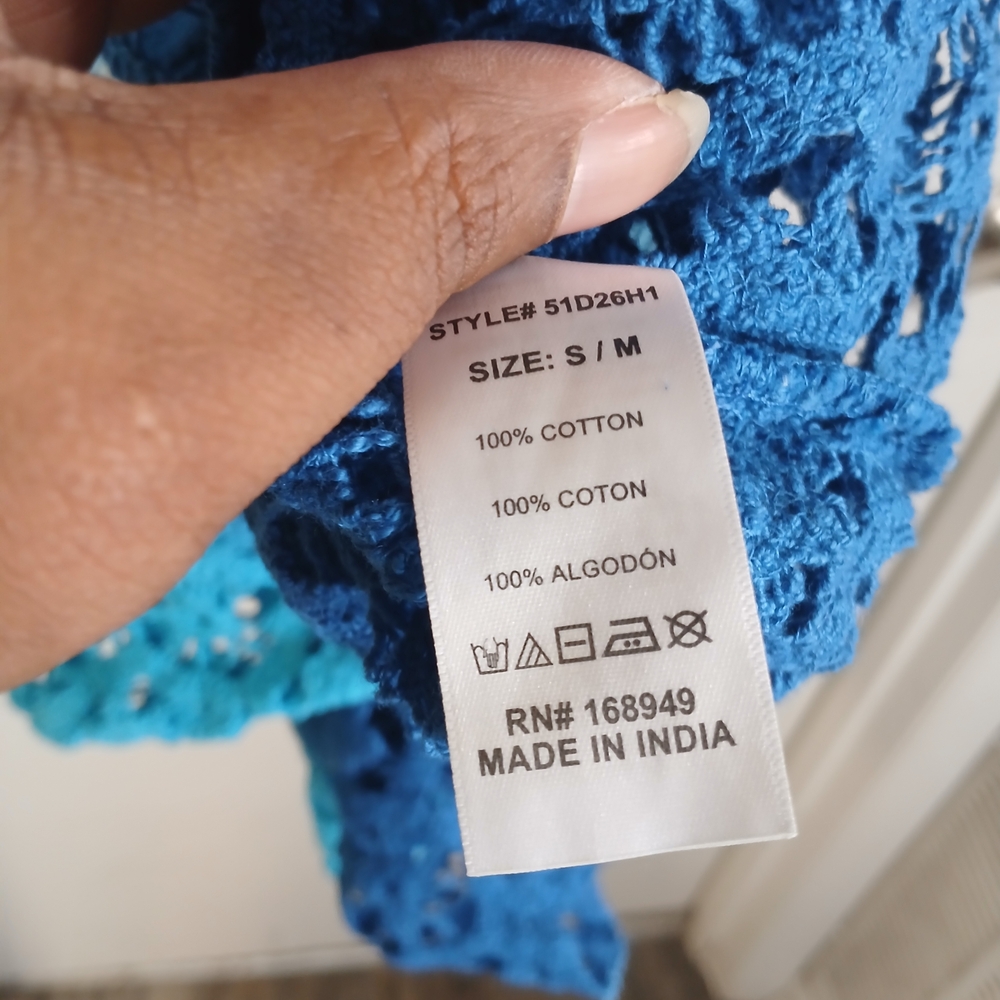 STYLE# 51D26H1
SIZE: S / M
100% COTTON
100% COTON
100% ALGODÓN
RN# 168949
MADE IN INDIA